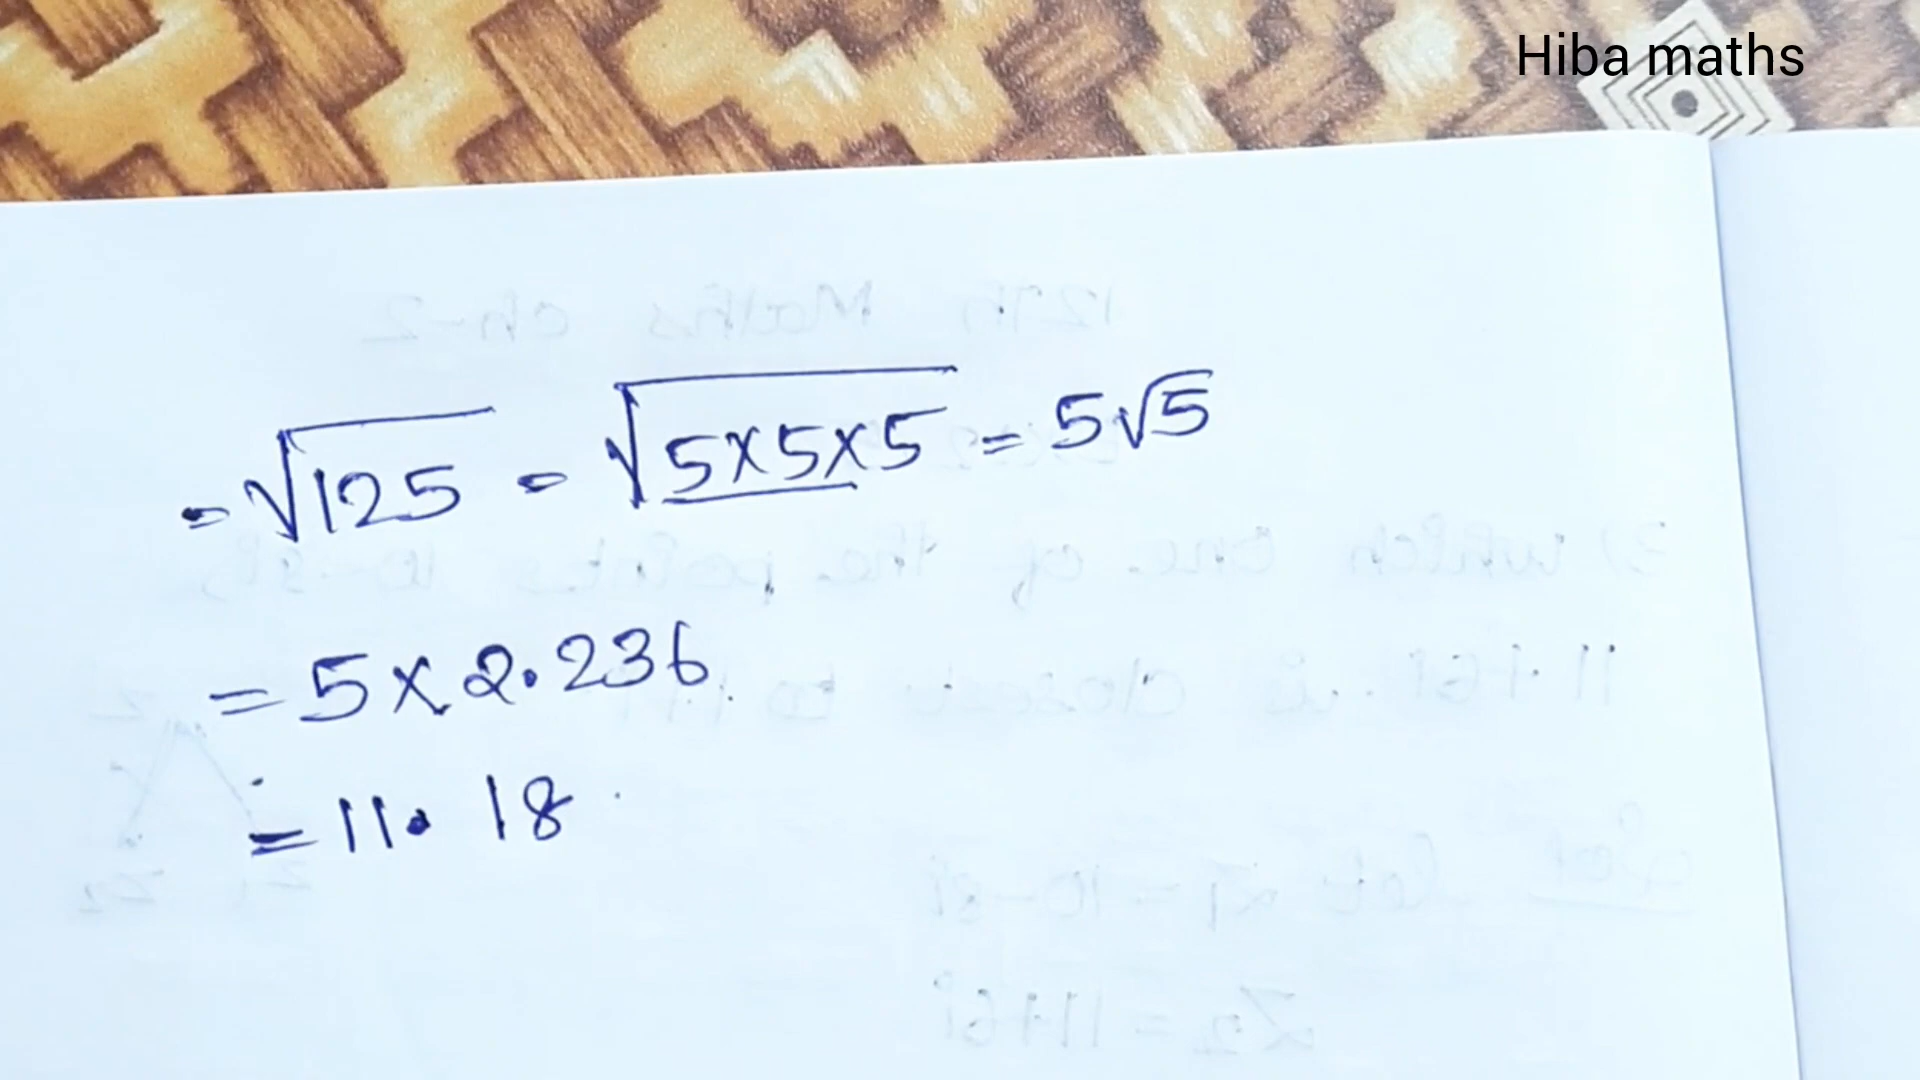 Hiba maths
= √125 = √5×5×5 = 5√5
= 5 × 2.236
= 11.18